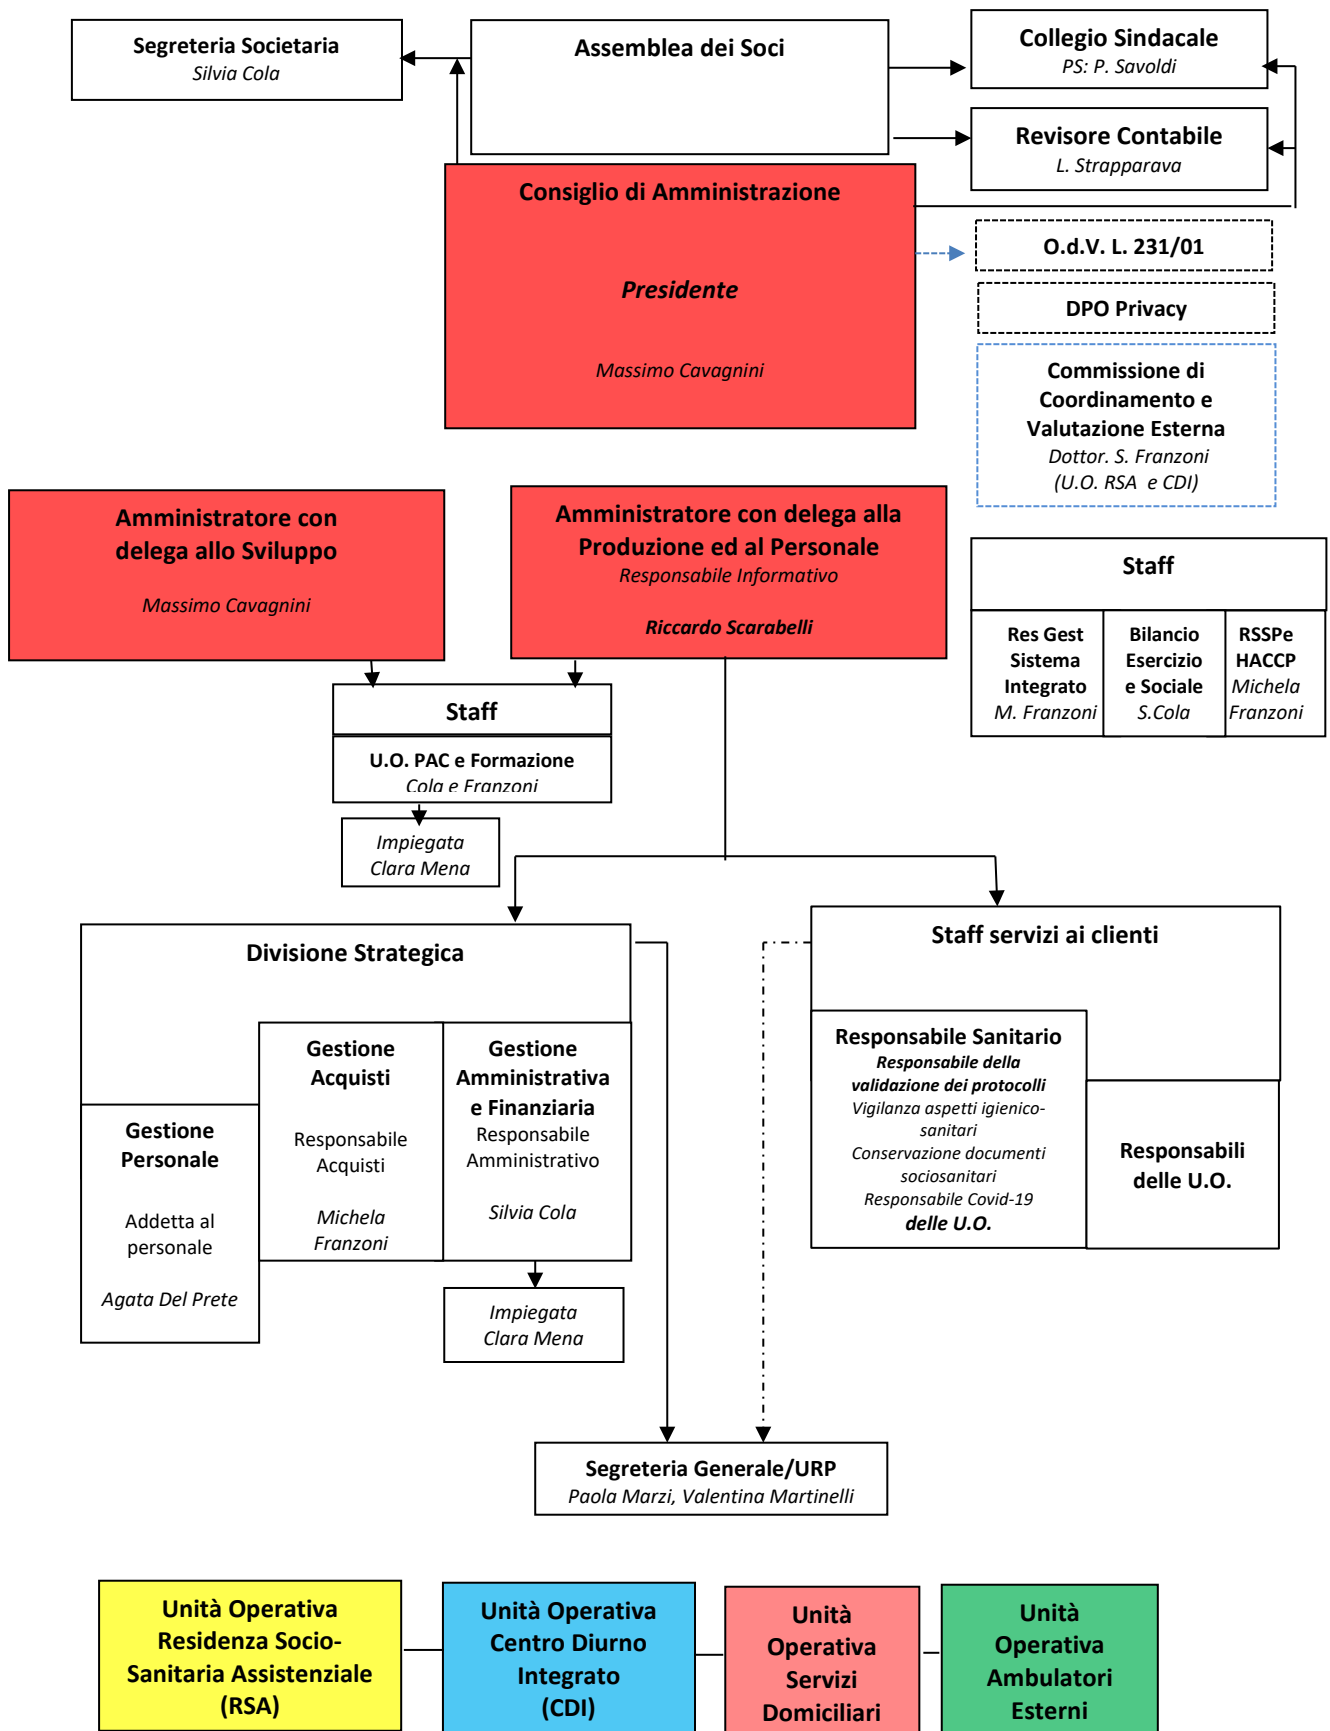 Segreteria Societaria
Silvia Cola
Assemblea dei Soci
Collegio Sindacale
PS: P. Savoldi
Revisore Contabile
L. Strapparava
Consiglio di Amministrazione
Presidente
Massimo Cavagnini
O.d.V. L. 231/01
DPO Privacy
Commissione di
Coordinamento e
Valutazione Esterna
Dottor. S. Franzoni
(U.O. RSA e CDI)
Amministratore con
delega allo Sviluppo
Massimo Cavagnini
Amministratore con delega alla
Produzione ed al Personale
Responsabile Informativo
Riccardo Scarabelli
Staff
Res Gest
Sistema
Integrato
M. Franzoni
Bilancio
Esercizio
e Sociale
S.Cola
RSSPe
HACCP
Michela
Franzoni
Staff
U.O. PAC e Formazione
Cola e Franzoni
Impiegata
Clara Mena
Divisione Strategica
Gestione
Personale
Addetta al
personale
Agata Del Prete
Gestione
Acquisti
Responsabile
Acquisti
Michela
Franzoni
Gestione
Amministrativa
e Finanziaria
Responsabile
Amministrativo
Silvia Cola
Impiegata
Clara Mena
Staff servizi ai clienti
Responsabile Sanitario
Responsabile della
validazione dei protocolli
Vigilanza aspetti igienico-
sanitari
Conservazione documenti
sociosanitari
Responsabile Covid-19
delle U.O.
Responsabili
delle U.O.
Segreteria Generale/URP
Paola Marzi, Valentina Martinelli
Unità Operativa
Residenza Socio-
Sanitaria Assistenziale
(RSA)
Unità Operativa
Centro Diurno
Integrato
(CDI)
Unità
Operativa
Servizi
Domiciliari
Unità
Operativa
Ambulatori
Esterni